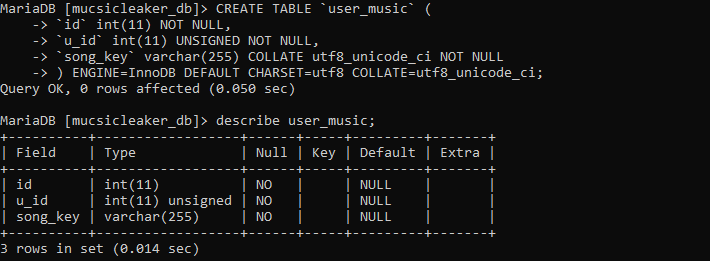 MariaDB [mucsicleaker_db]> CREATE TABLE `user_music` (
    -> `id` int(11) NOT NULL,
    -> `u_id` int(11) UNSIGNED NOT NULL,
    -> `song_key` varchar(255) COLLATE utf8_unicode_ci NOT NULL
    -> ) ENGINE=InnoDB DEFAULT CHARSET=utf8 COLLATE=utf8_unicode_ci;
Query OK, 0 rows affected (0.050 sec)

MariaDB [mucsicleaker_db]> describe user_music;
+----------+------------------+------+-----+---------+-------+
| Field    | Type             | Null | Key | Default | Extra |
+----------+------------------+------+-----+---------+-------+
| id       | int(11)          | NO   |     | NULL    |       |
| u_id     | int(11) unsigned | NO   |     | NULL    |       |
| song_key | varchar(255)     | NO   |     | NULL    |       |
+----------+------------------+------+-----+---------+-------+
3 rows in set (0.014 sec)